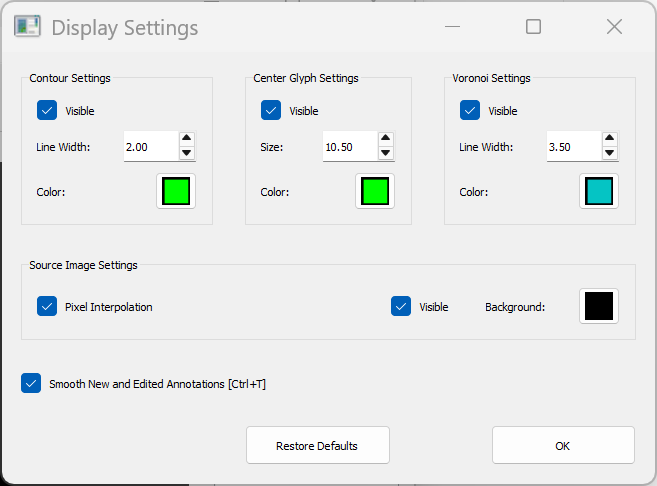 Display Settings
Contour Settings
Center Glyph Settings
Voronoi Settings
Visible
Visible
Visible
Line Width: 2.00
Size: 10.50
Line Width: 3.50
Color:
Color:
Color:
Source Image Settings
Pixel Interpolation
Visible
Background:
Smooth New and Edited Annotations [Ctrl+T]
Restore Defaults
OK